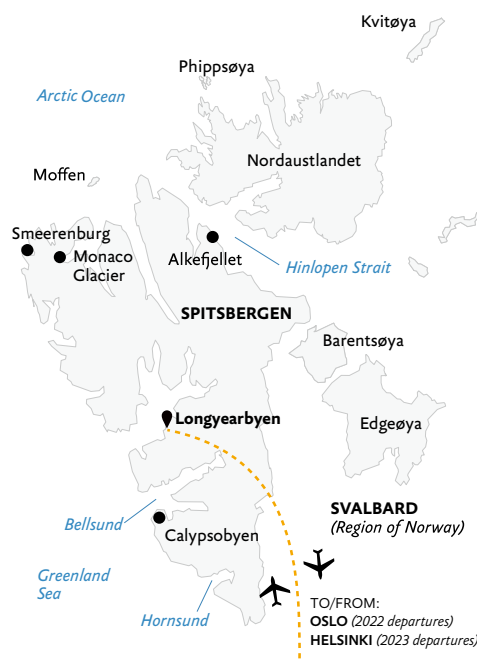 Kvitøya
Phippsøya
Arctic Ocean
Nordaustlandet
Moffen
Smeerenburg
Monaco
Glacier
Alkefjellet
Hinlopen Strait
SPITSBERGEN
Barentsøya
Longyearbyen
Edgeøya
SVALBARD
(Region of Norway)
Bellsund
Calypsobyen
Greenland
Sea
Hornsund
TO/FROM:
OSLO (2022 departures)
HELSINKI (2023 departures)